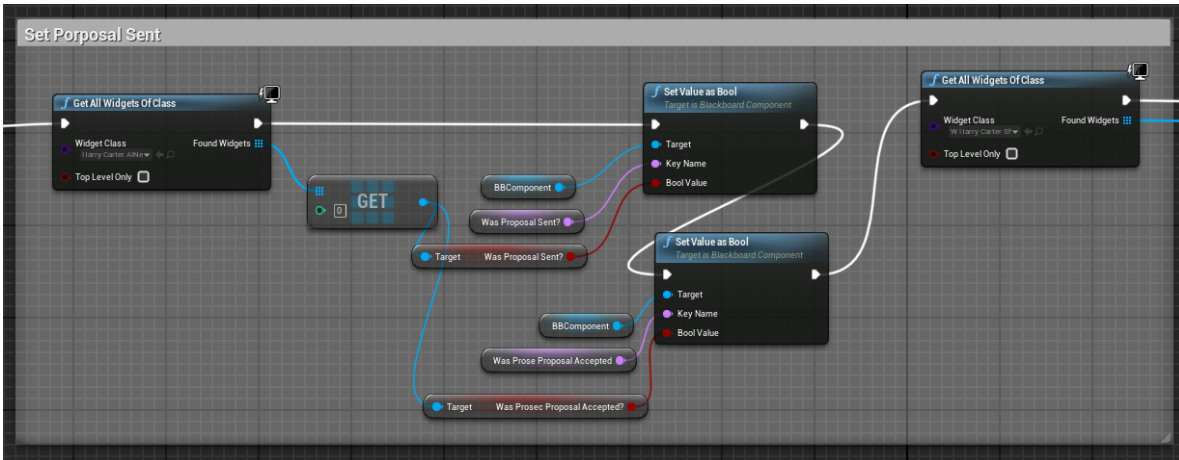 Set Porposal Sent
Get All Widgets Of Class
Widget Class
Found Widgets
Top Level Only
0
GET
Set Value as Bool
Target is Blackboard Component
Target
Key Name
Bool Value
BBComponent
Was Proposal Sent?
Target Was Proposal Sent?
Set Value as Bool
Target is Blackboard Component
Target
Key Name
Bool Value
BBComponent
Was Prose Proposal Accepted
Target Was Prosec Proposal Accepted?
Get All Widgets Of Class
Widget Class
Found Widgets
Top Level Only